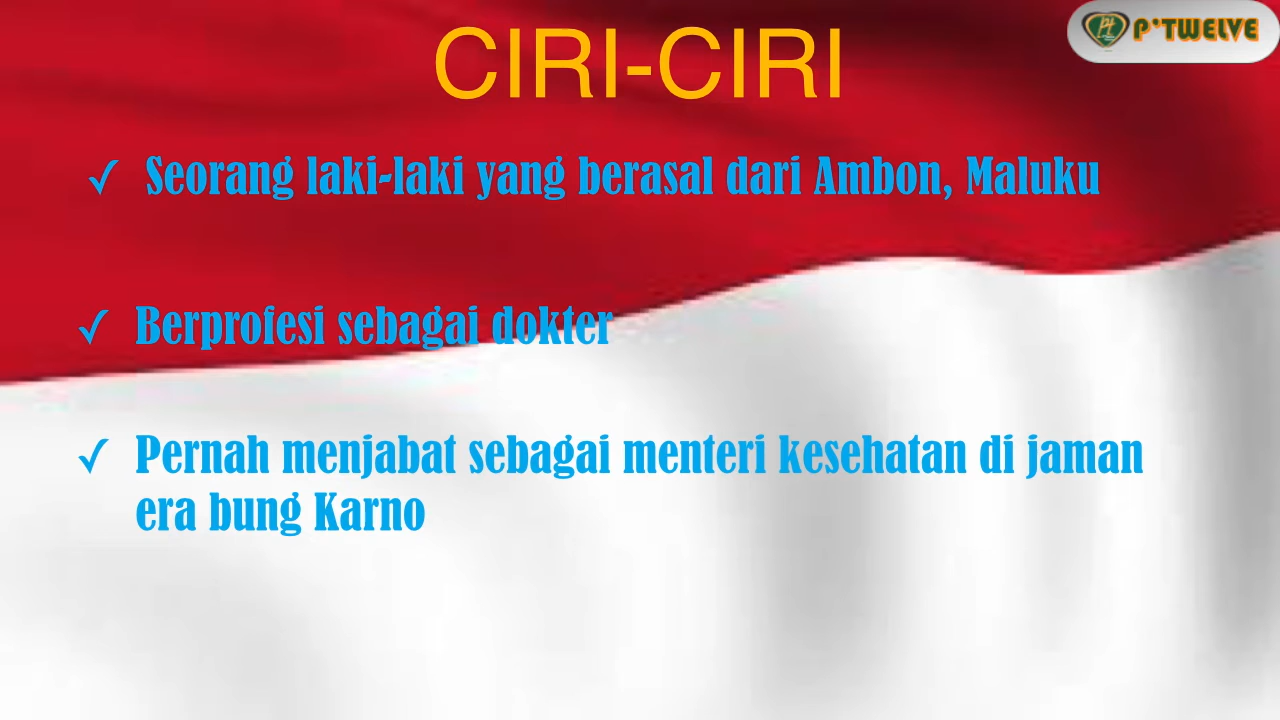 P'TWELVE
CIRI-CIRI
✓ Seorang laki-laki yang berasal dari Ambon, Maluku
✓ Berprofesi sebagai dokter
✓ Pernah menjabat sebagai menteri kesehatan di jaman
era bung Karno